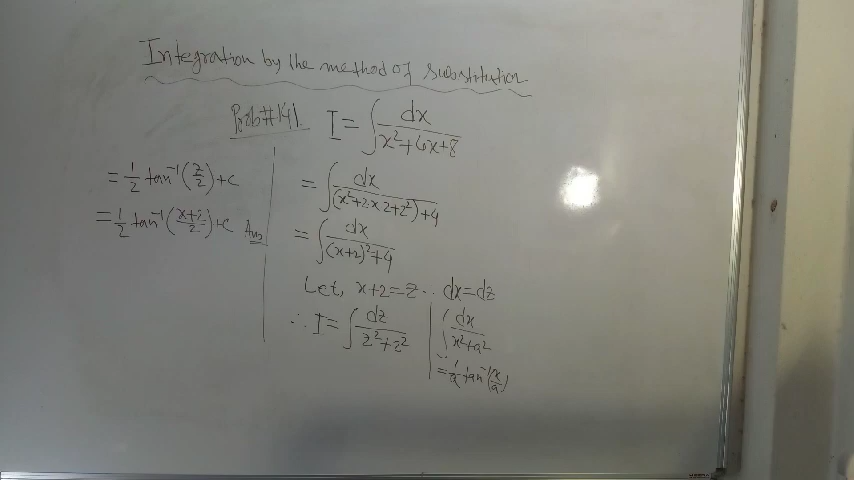 Integration by the method of substitution
Prob#141. I = ∫ dx / x²+4x+8
= ∫ dx / (x²+2·x·2+2²)+4
= ∫ dx / (x+2)²+4
Let, x+2=z ∴ dx=dz
∴ I = ∫ dz / z²+2²
∫ dx / x²+a²
= 1/a tan⁻¹(x/a)
= 1/2 tan⁻¹(z/2)+c
= 1/2 tan⁻¹(x+2/2)+c Ans